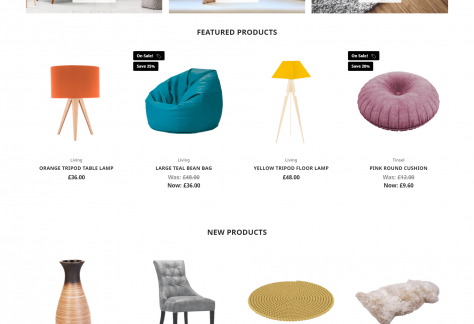 FEATURED PRODUCTS
On Sale!
Save 25%
On Sale!
Save 20%
Living
ORANGE TRIPOD TABLE LAMP
£36.00
Living
LARGE TEAL BEAN BAG
Was: £48.00
Now: £36.00
Living
YELLOW TRIPOD FLOOR LAMP
£48.00
PINK ROUND CUSHION
Was: £12.00
Now: £9.60
NEW PRODUCTS